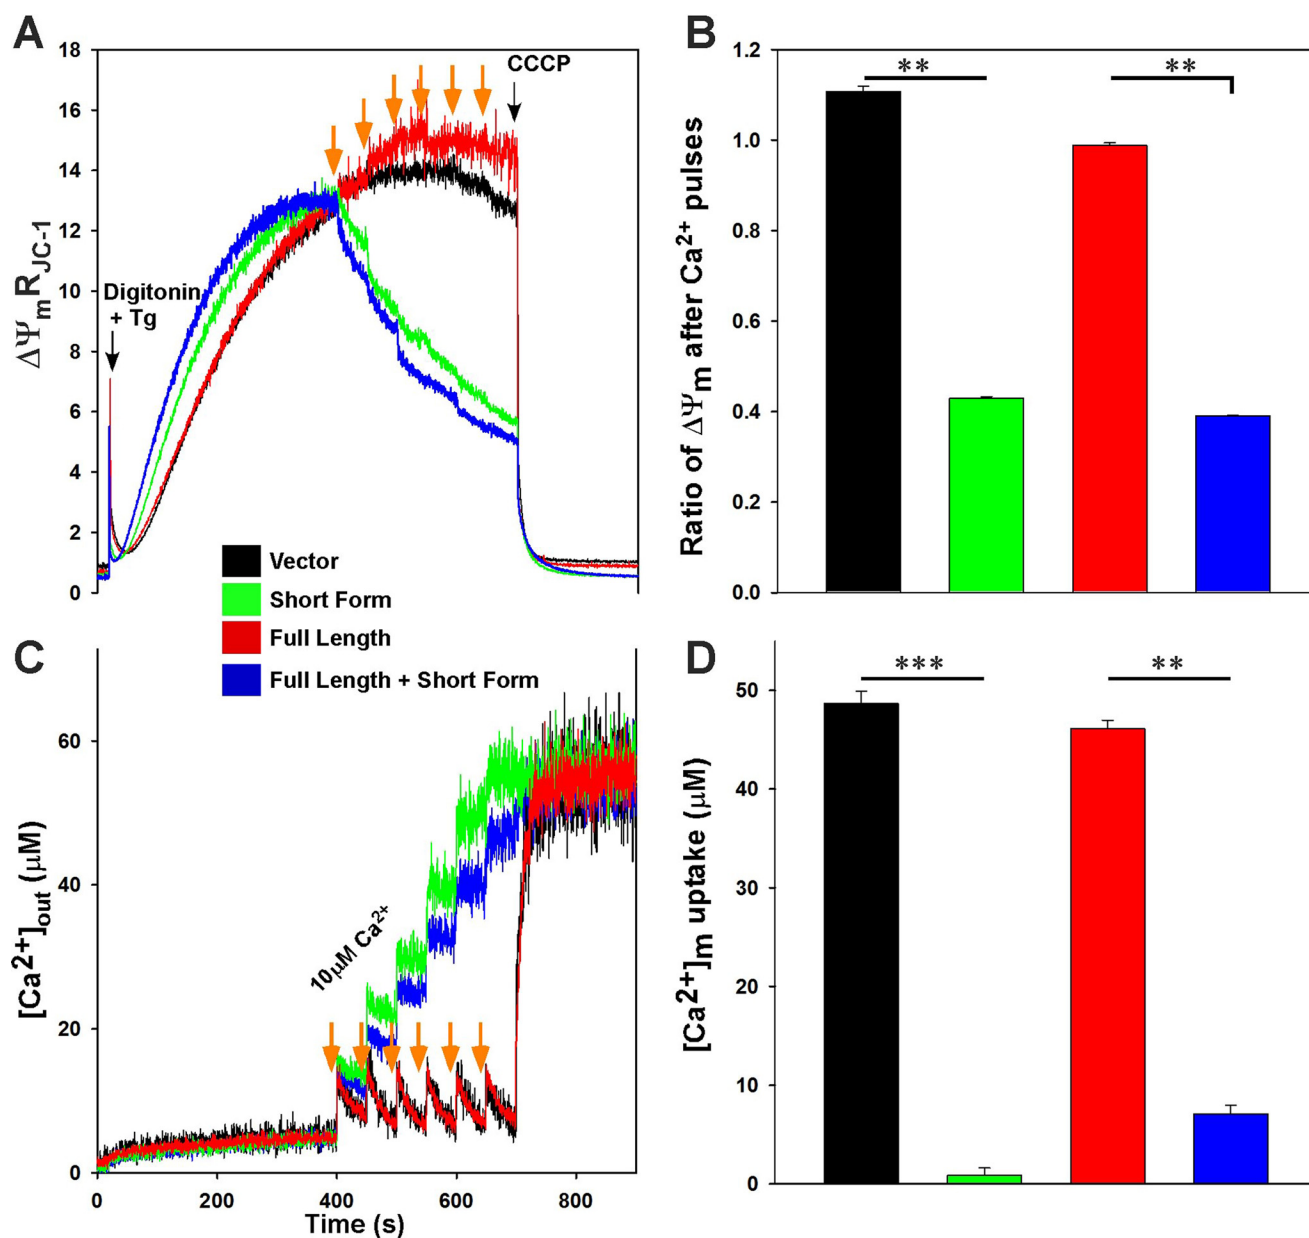 A
B
18
16
14
12
10
8
6
4
2
0
ΔΨm RJC-1
Digitonin
+ Tg
CCCP
1.2
1.0
0.8
0.6
0.4
0.2
0.0
Ratio of ΔΨm after Ca2+ pulses
**
**
Vector
Short Form
Full Length
Full Length + Short Form
C
D
60
40
20
0
[Ca2+]out (μM)
10μM Ca2+
0
200
400
600
800
Time (s)
50
40
30
20
10
0
[Ca2+]m uptake (μM)
***
**